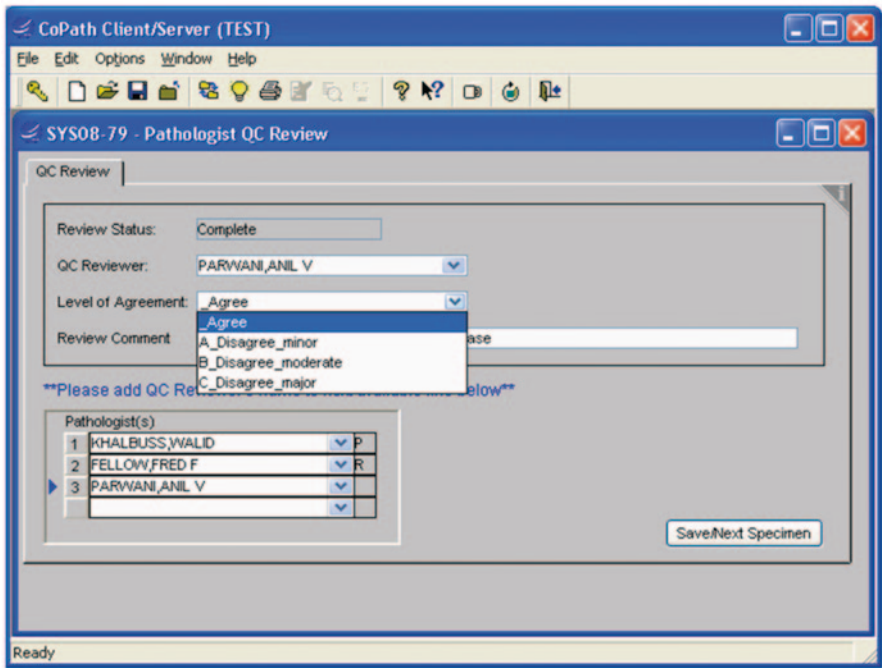 CoPath Client/Server (TEST)
File Edit Options Window Help
SYS08-79 - Pathologist QC Review
QC Review
Review Status: Complete
QC Reviewer: PARWANI,ANIL V
Level of Agreement: _Agree
_Agree
Review Comment ase
A_Disagree_minor
B_Disagree_moderate
C_Disagree_major
**Please add QC Re below**
Pathologist(s)
1 KHALBUSS,WALID P
2 FELLOW,FRED F R
3 PARWANI,ANIL V
Save/Next Specimen
Ready